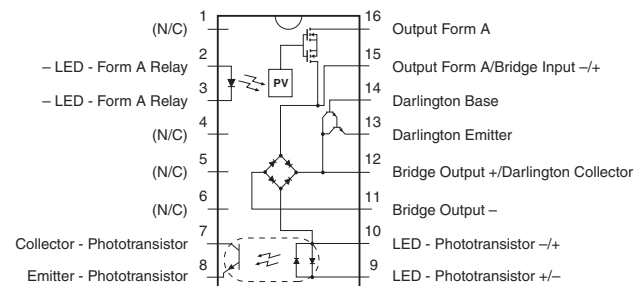 1
(N/C)
2
– LED - Form A Relay
3
– LED - Form A Relay
4
(N/C)
5
(N/C)
6
(N/C)
7
Collector - Phototransistor
8
Emitter - Phototransistor
PV
16
Output Form A
15
Output Form A/Bridge Input –/+
14
Darlington Base
13
Darlington Emitter
12
Bridge Output +/Darlington Collector
11
Bridge Output –
10
LED - Phototransistor –/+
9
LED - Phototransistor +/–